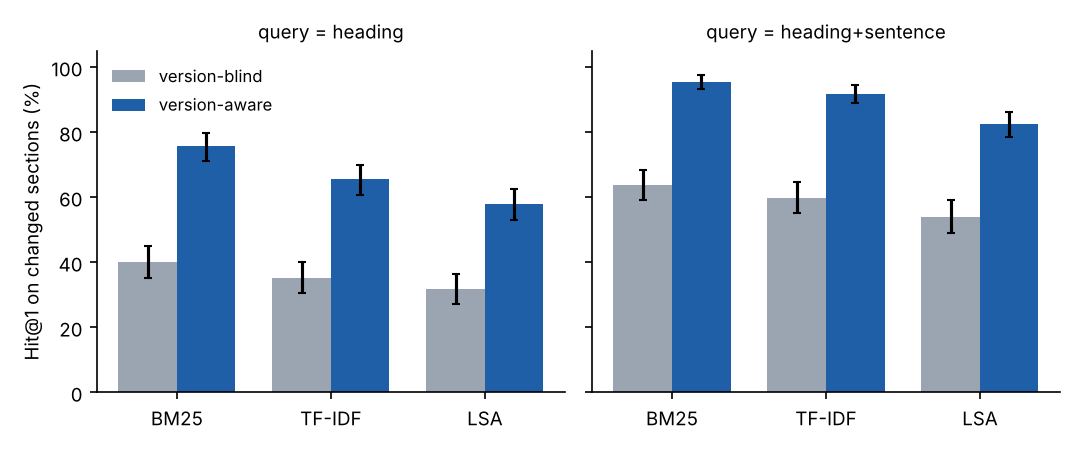 query = heading
query = heading+sentence
version-blind
version-aware
Hit@1 on changed sections (%)
100
80
60
40
20
0
BM25
TF-IDF
LSA
BM25
TF-IDF
LSA